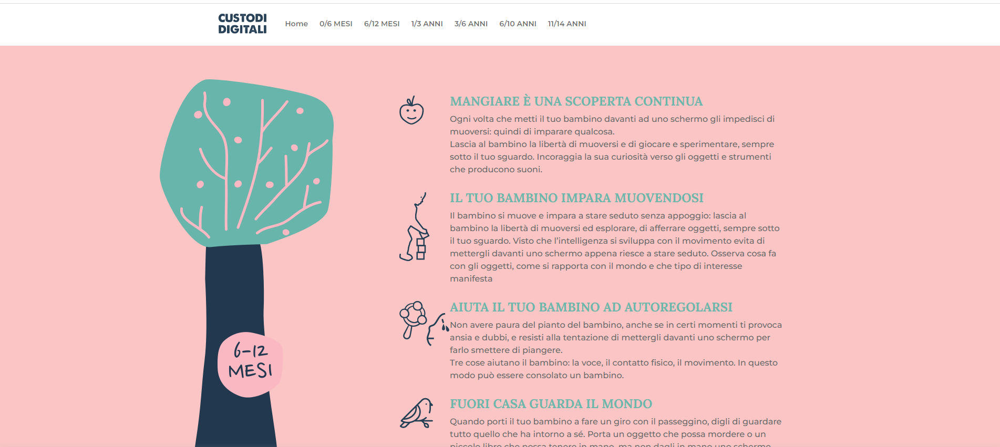 CUSTODI
DIGITALI
Home 0/6 MESI 6/12 MESI 1/3 ANNI 3/6 ANNI 6/10 ANNI 11/14 ANNI
6-12
MESI
MANGIARE È UNA SCOPERTA CONTINUA
Ogni volta che metti il tuo bambino davanti ad uno schermo gli impedisci di
muoversi: quindi di imparare qualcosa.
Lascia al bambino la libertà di muoversi e di giocare e sperimentare, sempre
sotto il tuo sguardo. Incoraggia la sua curiosità verso gli oggetti e strumenti
che producono suoni.
IL TUO BAMBINO IMPARA MUOVENDOSI
Il bambino si muove e impara a stare seduto senza appoggio: lascia al
bambino la libertà di muoversi ed esplorare, di afferrare oggetti, sempre sotto
il tuo sguardo. Visto che l’intelligenza si sviluppa con il movimento evita di
mettergli davanti uno schermo appena riesce a stare seduto. Osserva cosa fa
con gli oggetti, come si rapporta con il mondo e che tipo di interesse
manifesta
AIUTA IL TUO BAMBINO AD AUTOREGOLARSI
Non avere paura del pianto del bambino, anche se in certi momenti ti provoca
ansia e dubbi, e resisti alla tentazione di mettergli davanti uno schermo per
farlo smettere di piangere.
Tre cose aiutano il bambino: la voce, il contatto fisico, il movimento. In questo
modo può essere consolato un bambino.
FUORI CASA GUARDA IL MONDO
Quando porti il tuo bambino a fare un giro con il passeggino, digli di guardare
tutto quello che ha intorno a sé. Porta un oggetto che possa mordere o un
piccolo libro che possa tenere in mano, ma non dagli in mano uno schermo